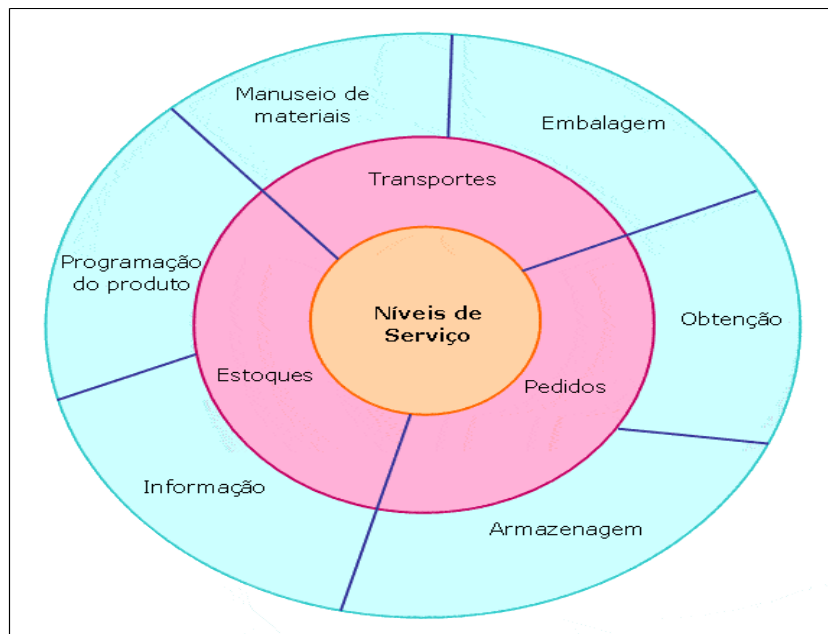 Manuseio de
materiais
Embalagem
Transportes
Programação
do produto
Níveis de
Serviço
Obtenção
Estoques
Pedidos
Informação
Armazenagem